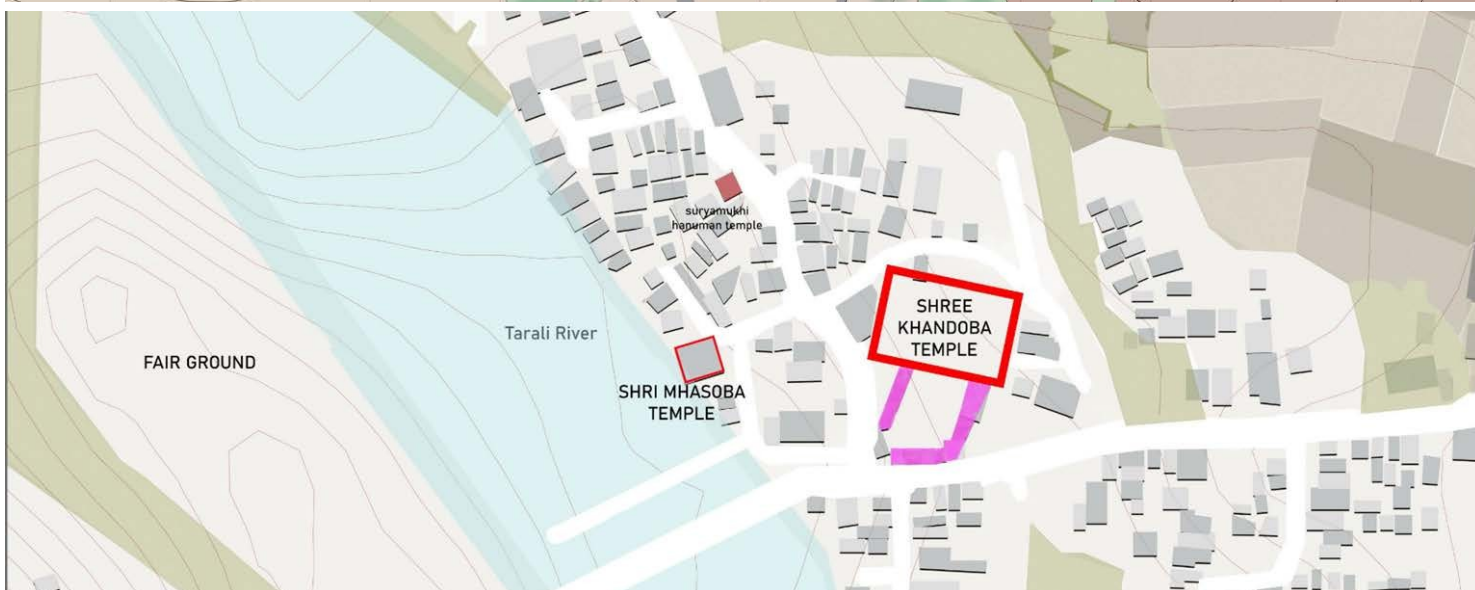 suryamukhi
hanuman temple
SHREE
KHANDOBA
TEMPLE
Tarali River
FAIR GROUND
SHRI MHASOBA
TEMPLE